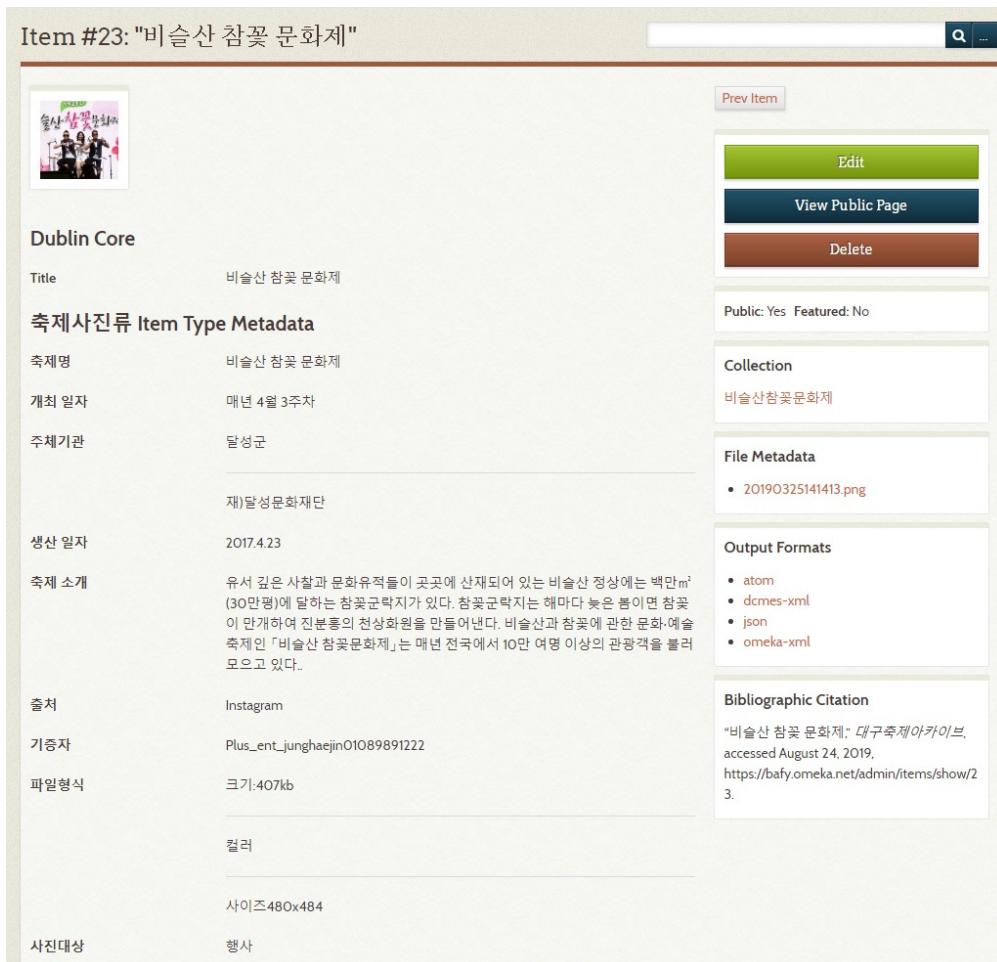 Item #23: "비슬산 참꽃 문화제"
...
슬산 참꽃문화제
Prev Item
Edit
View Public Page
Delete
Dublin Core
Title 비슬산 참꽃 문화제
축제사진류 Item Type Metadata
축제명 비슬산 참꽃 문화제
개최 일자 매년 4월 3주차
주체기관 달성군
재)달성문화재단
생산 일자 2017.4.23
축제 소개 유서 깊은 사찰과 문화유적들이 곳곳에 산재되어 있는 비슬산 정상에는 백만㎡
(30만평)에 달하는 참꽃군락지가 있다. 참꽃군락지는 해마다 늦은 봄이면 참꽃
이 만개하여 진분홍의 천상화원을 만들어낸다. 비슬산과 참꽃에 관한 문화·예술
축제인 「비슬산 참꽃문화제」는 매년 전국에서 10만 여명 이상의 관광객을 불러
모으고 있다..
출처 Instagram
기증자 Plus_ent_junghaejin01089891222
파일형식 크기:407kb
컬러
사이즈480x484
사진대상 행사
Public: Yes Featured: No
Collection
비슬산참꽃문화제
File Metadata
20190325141413.png
Output Formats
atom
dcmes-xml
json
omeka-xml
Bibliographic Citation
“비슬산 참꽃 문화제,” 대구축제아카이브,
accessed August 24, 2019,
https://bafy.omeka.net/admin/items/show/2
3.